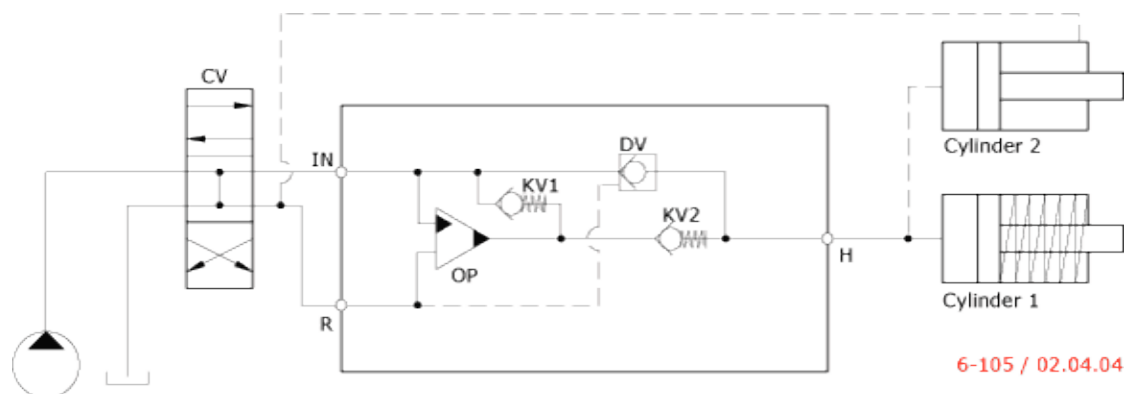 CV
IN
DV
KV1
KV2
OP
H
R
Cylinder 2
Cylinder 1
6-105 / 02.04.04